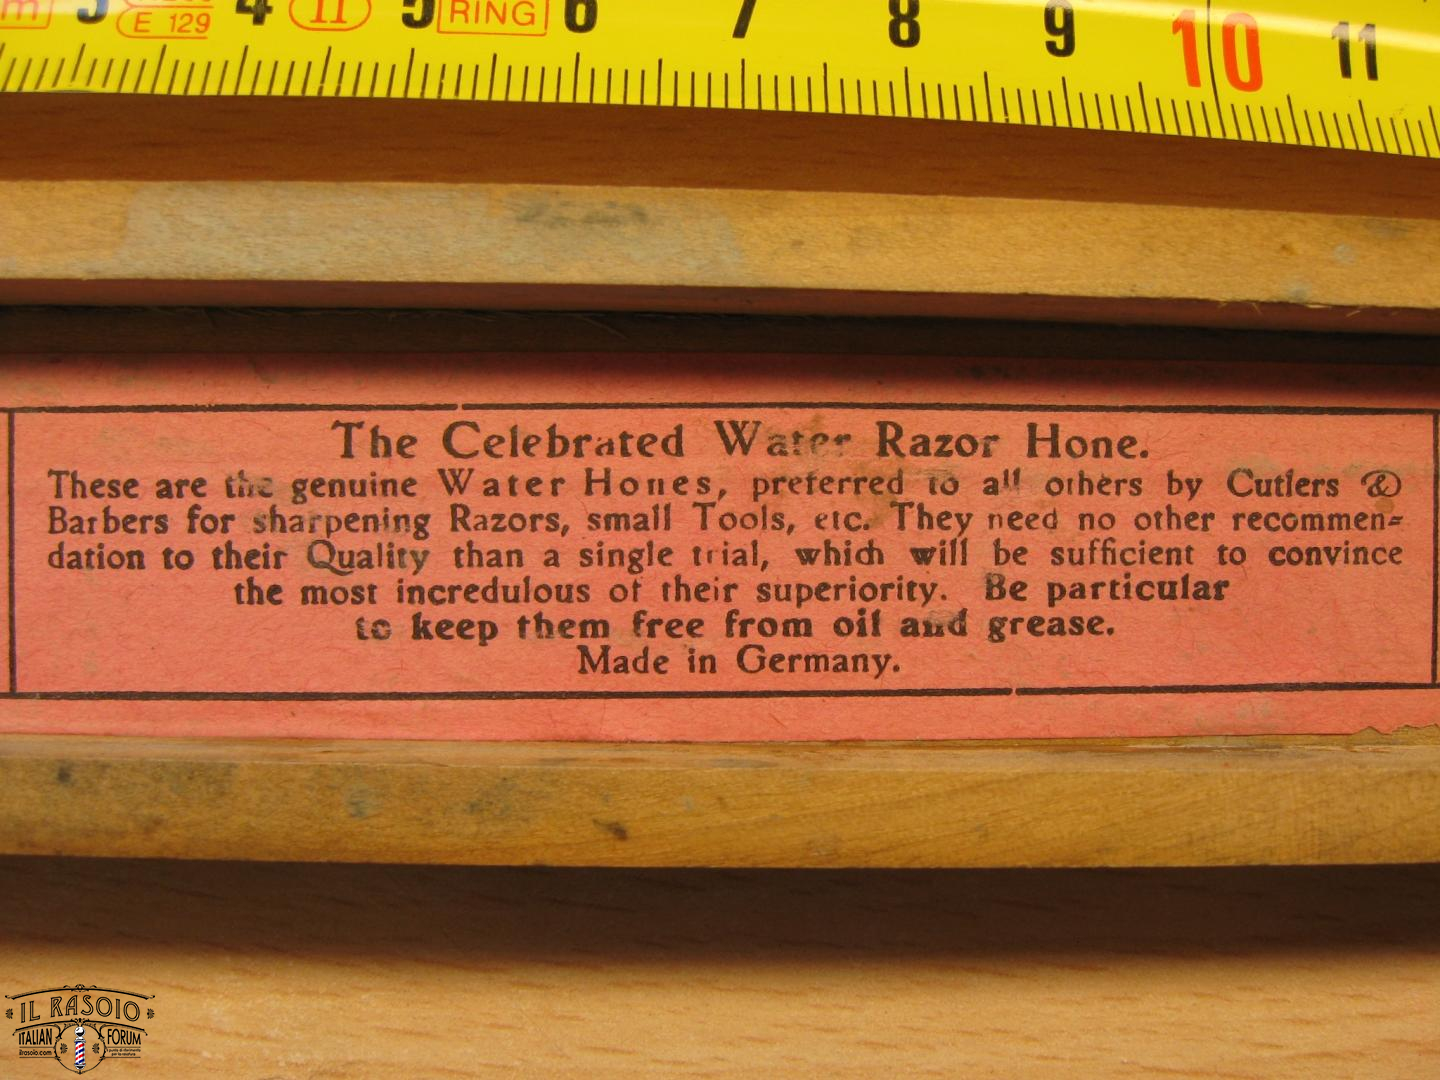 m 3 4 II 5 RING 6 7 8 9 10 11
E 129
The Celebrated Water Razor Hone.
These are the genuine Water Hones, preferred to all others by Cutlers &
Barbers for sharpening Razors, small Tools, etc. They need no other recommen=
dation to their Quality than a single trial, which will be sufficient to convince
the most incredulous of their superiority. Be particular
to keep them free from oil and grease.
Made in Germany.
IL RASOIO
ITALIAN FORUM
ilrasoio.com